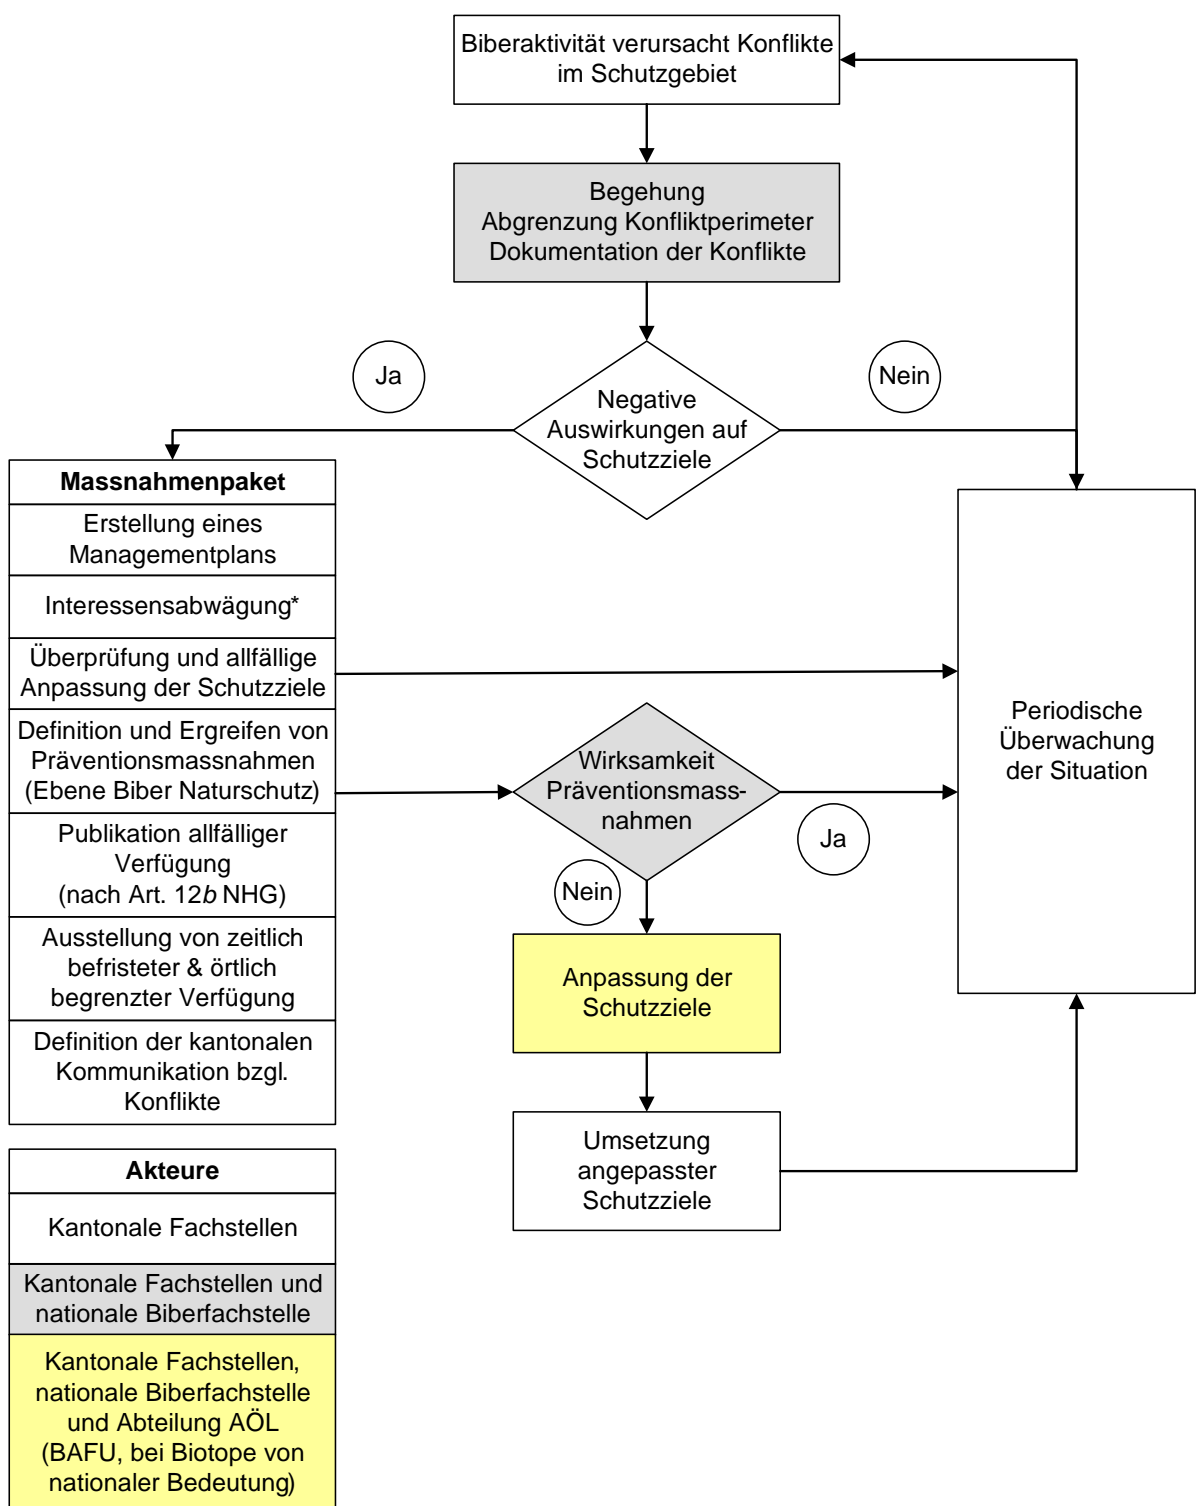 Biberaktivität verursacht Konflikte
im Schutzgebiet
Begehung
Abgrenzung Konfliktperimeter
Dokumentation der Konflikte
Ja
Nein
Negative
Auswirkungen auf
Schutzziele
Massnahmenpaket
Erstellung eines
Managementplans
Interessensabwägung*
Überprüfung und allfällige
Anpassung der Schutzziele
Definition und Ergreifen von
Präventionsmassnahmen
(Ebene Biber Naturschutz)
Publikation allfälliger
Verfügung
(nach Art. 12b NHG)
Ausstellung von zeitlich
befristeter & örtlich
begrenzter Verfügung
Definition der kantonalen
Kommunikation bzgl.
Konflikte
Wirksamkeit
Präventionsmass-
nahmen
Ja
Nein
Anpassung der
Schutzziele
Umsetzung
angepasster
Schutzziele
Periodische
Überwachung
der Situation
Akteure
Kantonale Fachstellen
Kantonale Fachstellen und
nationale Biberfachstelle
Kantonale Fachstellen,
nationale Biberfachstelle
und Abteilung AÖL
(BAFU, bei Biotope von
nationaler Bedeutung)